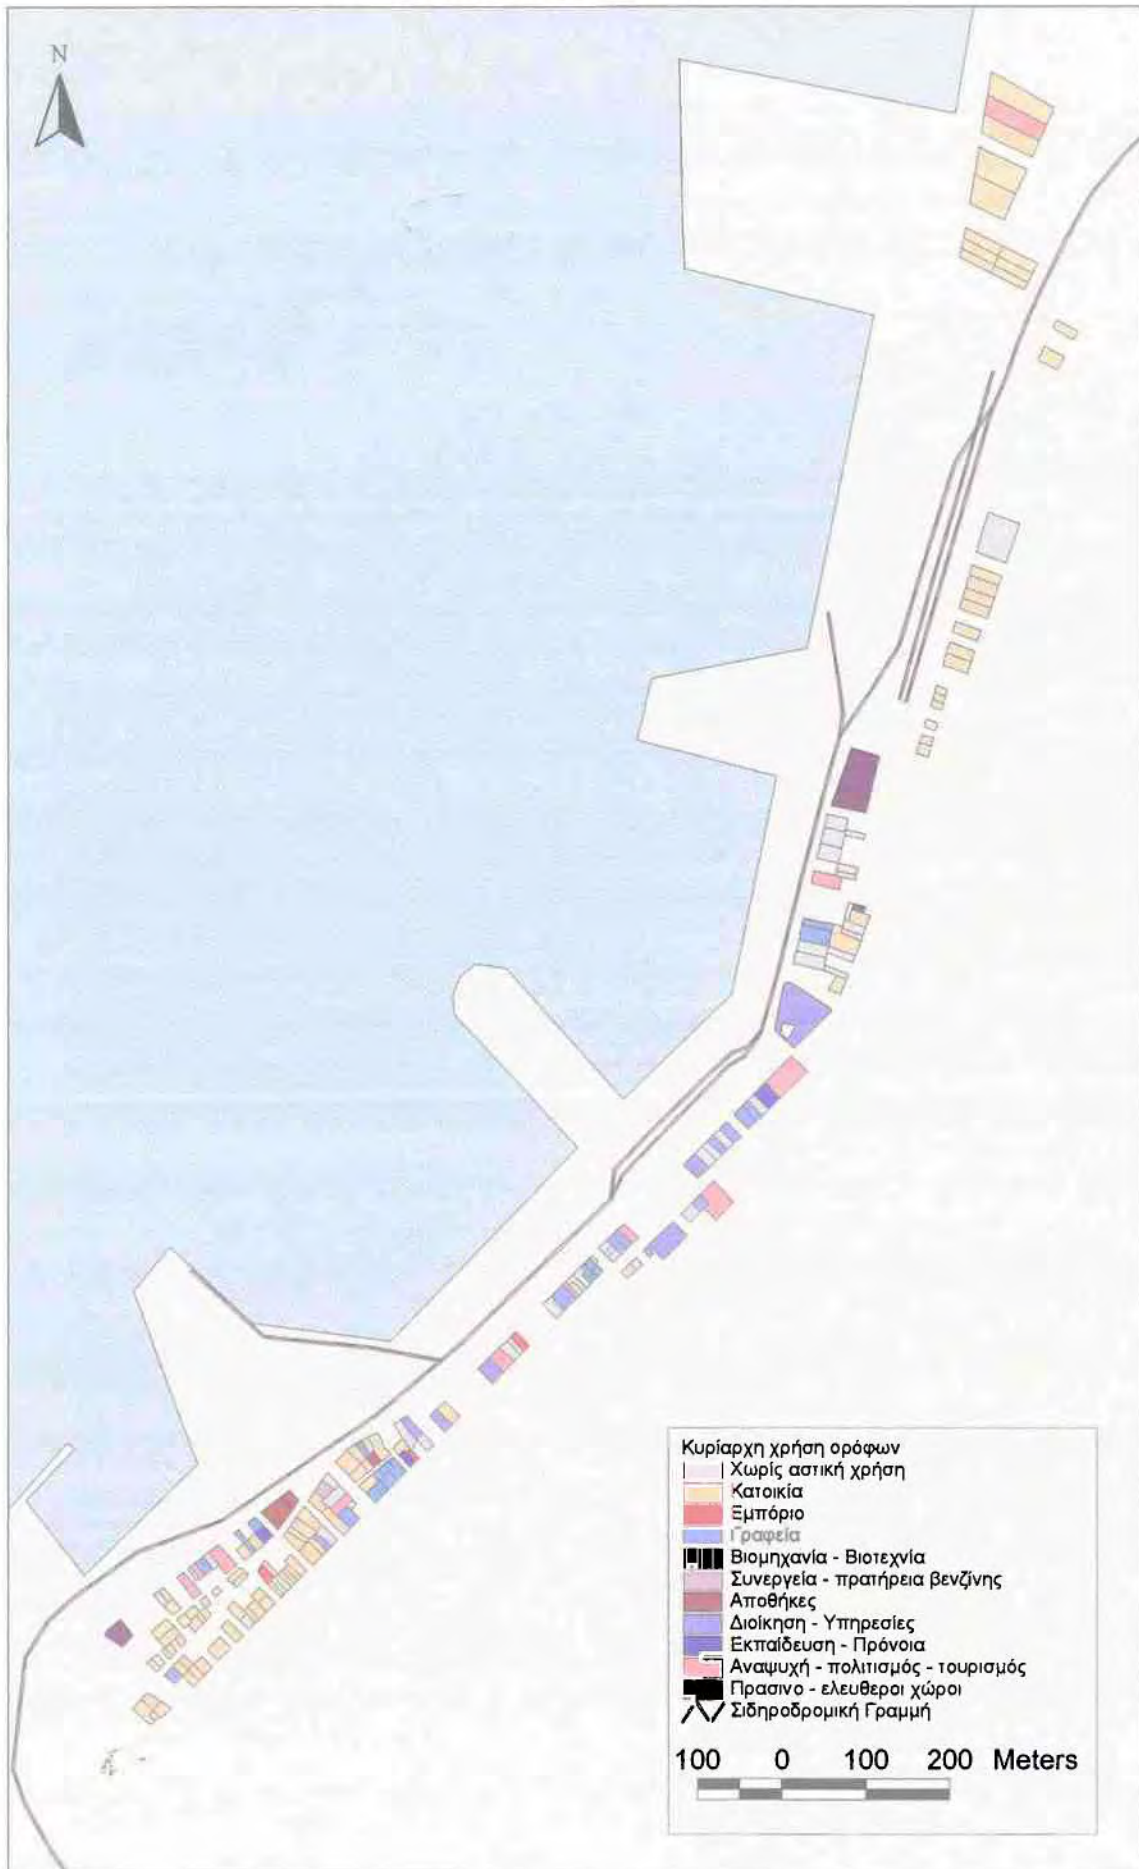 N
Κυρίαρχη χρήση ορόφων
Χωρίς αστική χρήση
Κατοικία
Εμπόριο
Γραφεία
Βιομηχανία - Βιοτεχνία
Συνεργεία - πρατήρεια βενζίνης
Αποθήκες
Διοίκηση - Υπηρεσίες
Εκπαίδευση - Πρόνοια
Αναψυχή - πολιτισμός - τουρισμός
Πρασινο - ελευθεροι χώροι
Σιδηροδρομική Γραμμή
100 0 100 200 Meters